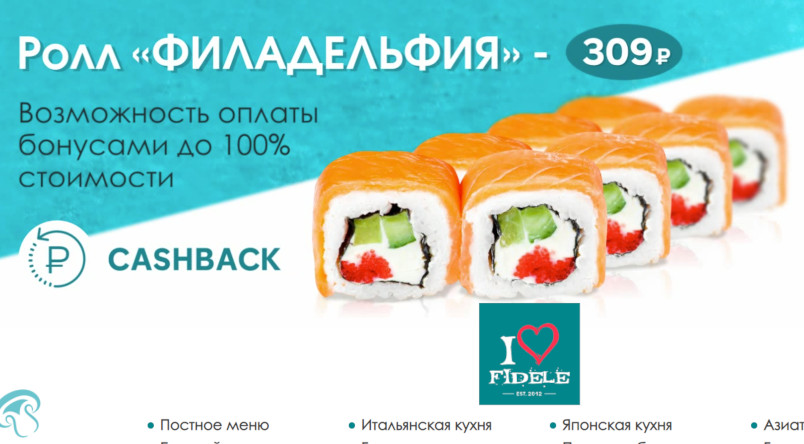 Ролл «ФИЛАДЕЛЬФИЯ» - 309 ₽
Возможность оплаты
бонусами до 100%
стоимости
₽ CASHBACK
I
FIDELE
EST. 2012
Постное меню
Итальянская кухня
Японская кухня